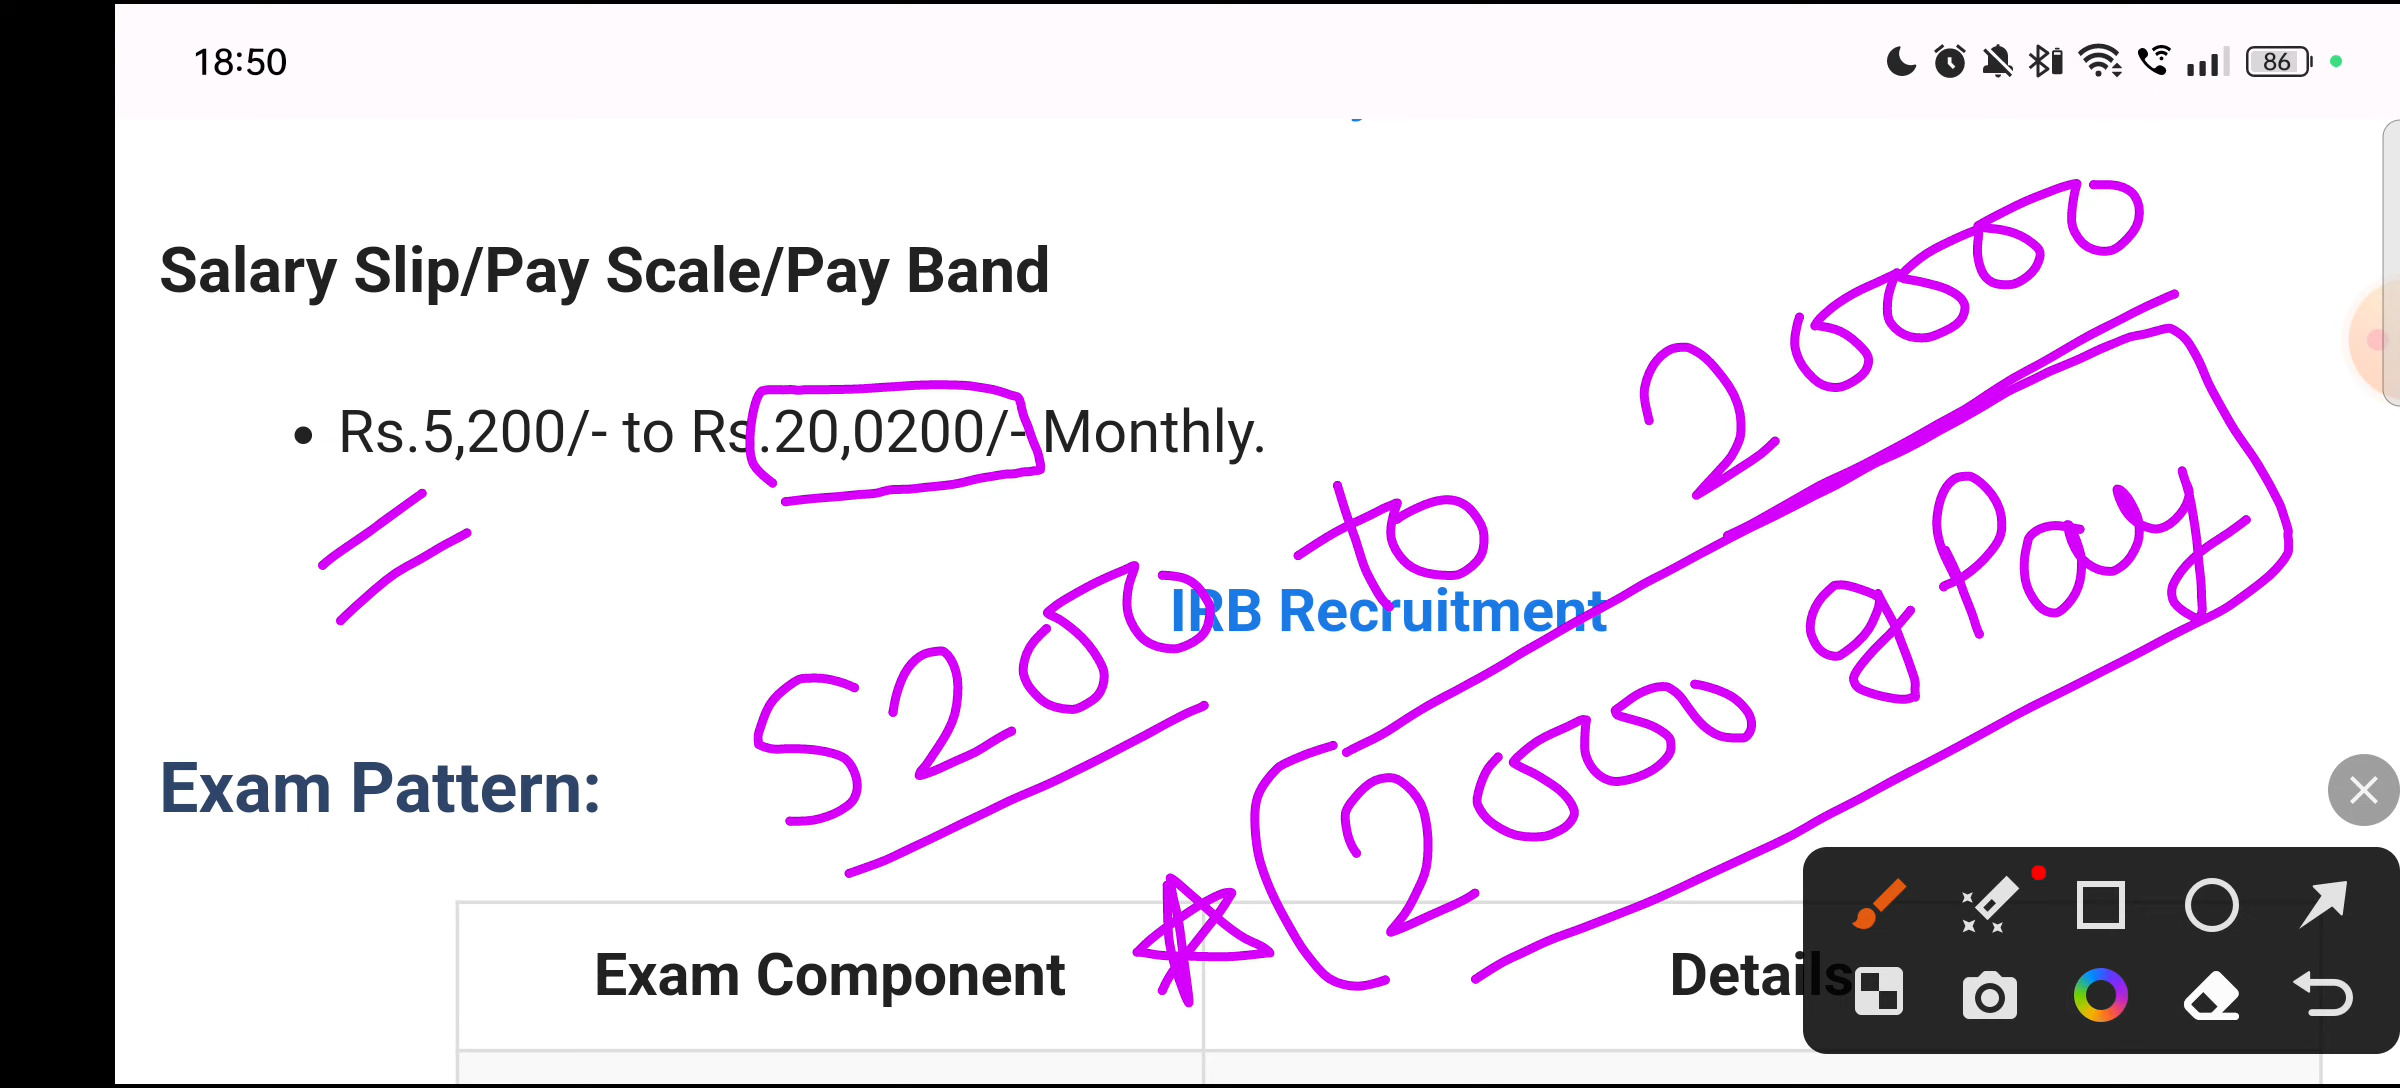 18:50
86
Salary Slip/Pay Scale/Pay Band
20000
• Rs.5,200/- to Rs.20,0200/- Monthly.
5200 to
IRB Recruitment
2000 g Pay
Exam Pattern:
Exam Component Details